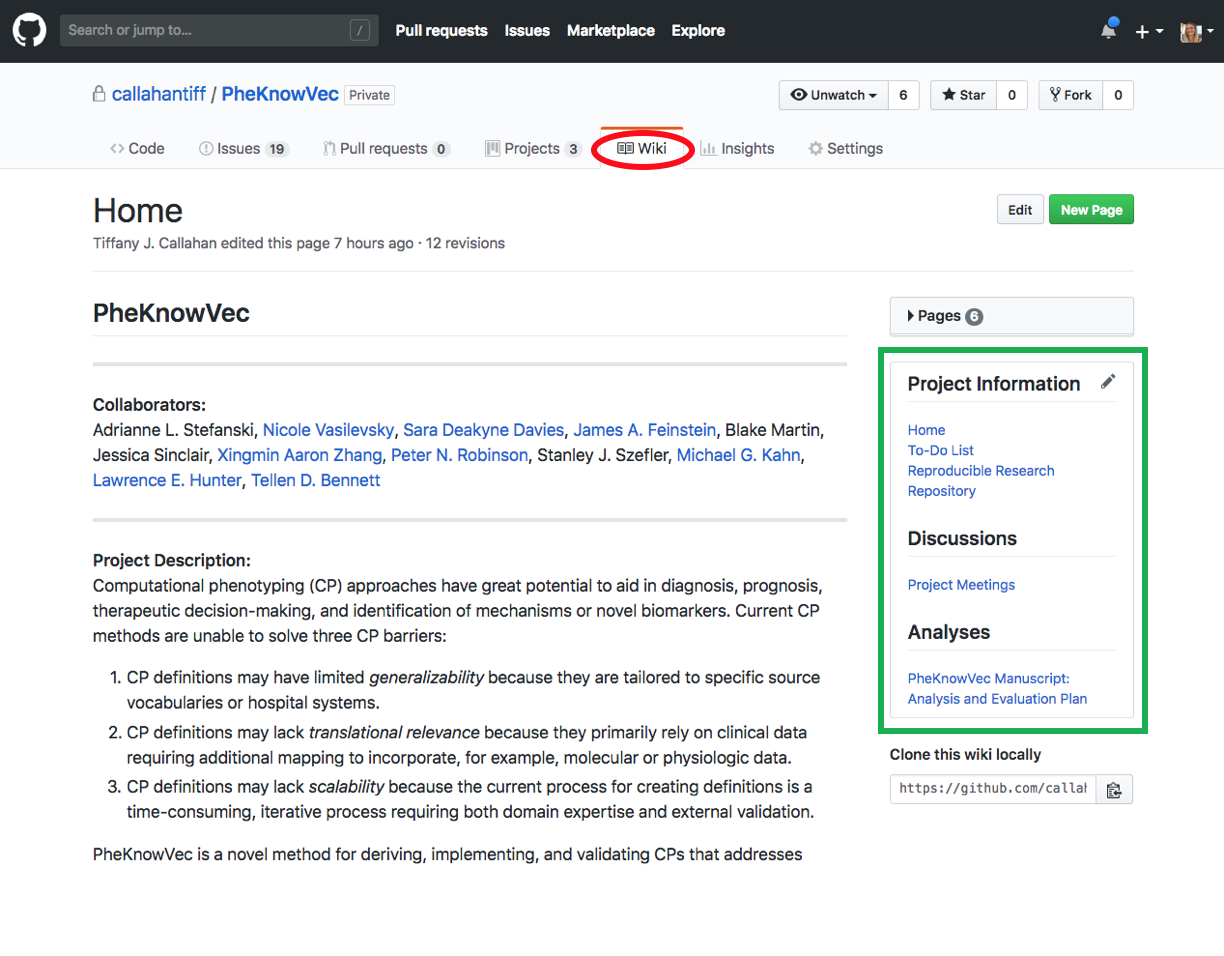 Search or jump to... /
Pull requests Issues Marketplace Explore
callahantiff / PheKnowVec Private
Unwatch 6 Star 0 Fork 0
Code Issues 19 Pull requests 0 Projects 3 Wiki Insights Settings
Home
Edit New Page
Tiffany J. Callahan edited this page 7 hours ago · 12 revisions
PheKnowVec
Collaborators:
Adrianne L. Stefanski, Nicole Vasilevsky, Sara Deakyne Davies, James A. Feinstein, Blake Martin,
Jessica Sinclair, Xingmin Aaron Zhang, Peter N. Robinson, Stanley J. Szefler, Michael G. Kahn,
Lawrence E. Hunter, Tellen D. Bennett
Project Description:
Computational phenotyping (CP) approaches have great potential to aid in diagnosis, prognosis,
therapeutic decision-making, and identification of mechanisms or novel biomarkers. Current CP
methods are unable to solve three CP barriers:
1. CP definitions may have limited generalizability because they are tailored to specific source
vocabularies or hospital systems.
2. CP definitions may lack translational relevance because they primarily rely on clinical data
requiring additional mapping to incorporate, for example, molecular or physiologic data.
3. CP definitions may lack scalability because the current process for creating definitions is a
time-consuming, iterative process requiring both domain expertise and external validation.
PheKnowVec is a novel method for deriving, implementing, and validating CPs that addresses
Pages 6
Project Information
Home
To-Do List
Reproducible Research
Repository
Discussions
Project Meetings
Analyses
PheKnowVec Manuscript:
Analysis and Evaluation Plan
Clone this wiki locally
https://github.com/callah